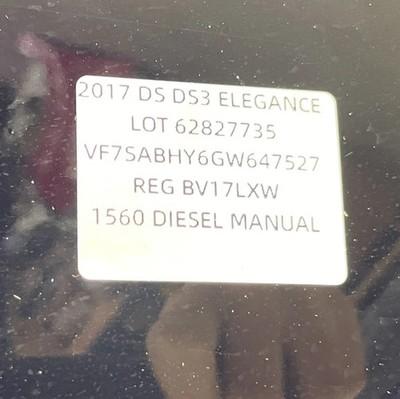 2017 DS DS3 ELEGANCE
LOT 62827735
VF7SABHY6GW647527
REG BV17LXW
1560 DIESEL MANUAL